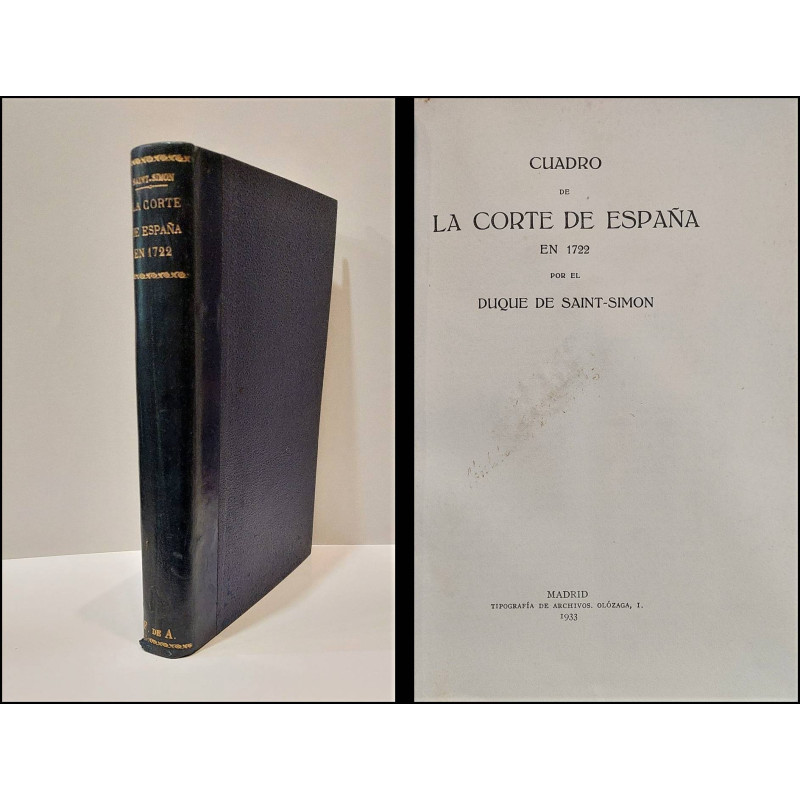 SAINT-SIMON
LA CORTE
DE ESPAÑA
EN 1722
DE A.
CUADRO
DE
LA CORTE DE ESPAÑA
EN 1722
POR EL
DUQUE DE SAINT-SIMON
MADRID
TIPOGRAFÍA DE ARCHIVOS. OLÓZAGA, I.
1933